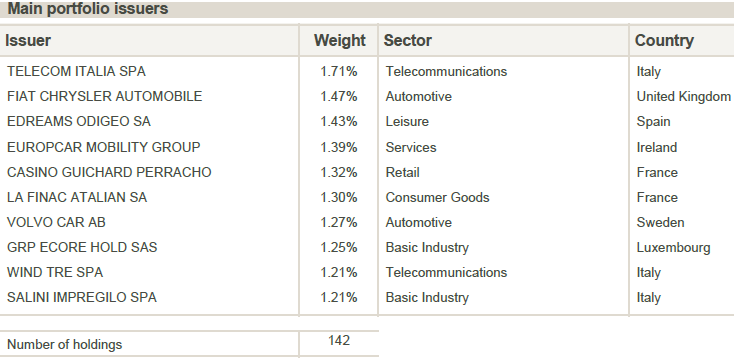 Main portfolio issuers
Issuer Weight Sector Country
TELECOM ITALIA SPA 1.71% Telecommunications Italy
FIAT CHRYSLER AUTOMOBILE 1.47% Automotive United Kingdom
EDREAMS ODIGEO SA 1.43% Leisure Spain
EUROPCAR MOBILITY GROUP 1.39% Services Ireland
CASINO GUICHARD PERRACHO 1.32% Retail France
LA FINAC ATALIAN SA 1.30% Consumer Goods France
VOLVO CAR AB 1.27% Automotive Sweden
GRP ECORE HOLD SAS 1.25% Basic Industry Luxembourg
WIND TRE SPA 1.21% Telecommunications Italy
SALINI IMPREGILO SPA 1.21% Basic Industry Italy
Number of holdings 142